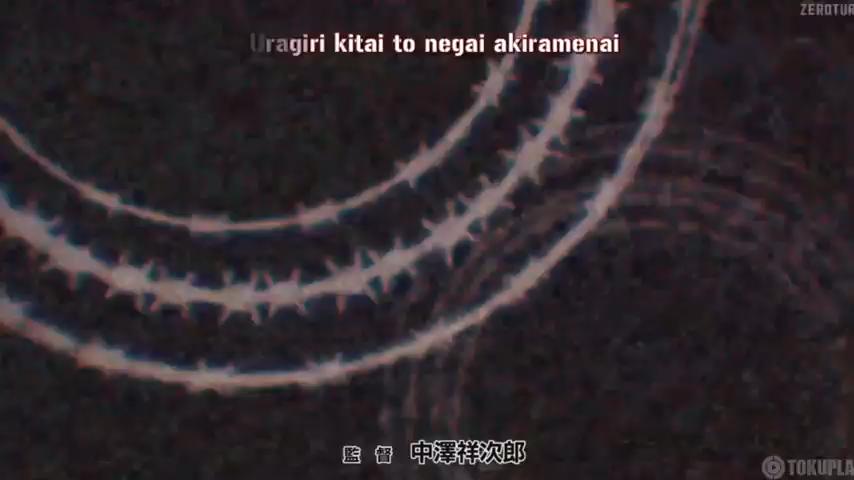 ZEROTUR
Uragiri kitai to negai akiramenai
監督 中澤祥次郎
TOKUPLA